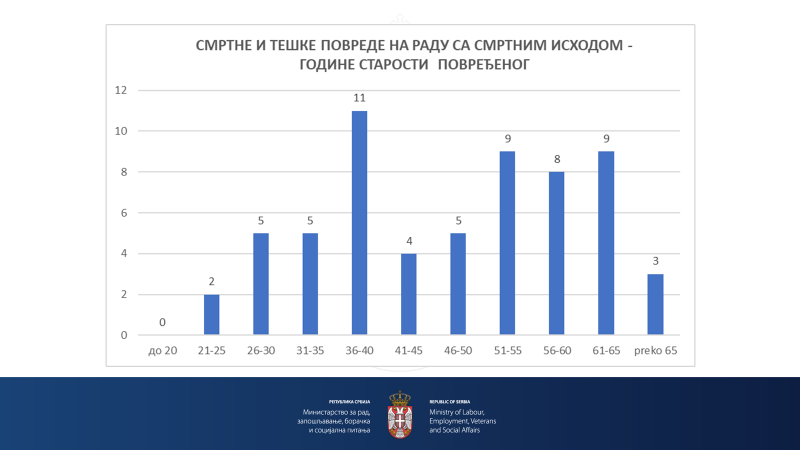 СМРТНЕ И ТЕШКЕ ПОВРЕДЕ НА РАДУ СА СМРТНИМ ИСХОДОМ -
ГОДИНЕ СТАРОСТИ ПОВРЕЂЕНОГ
12
10
8
6
4
2
0
0
2
5
5
11
4
5
9
8
9
3
до 20
21-25
26-30
31-35
36-40
41-45
46-50
51-55
56-60
61-65
preko 65
РЕПУБЛИКА СРБИЈА
Министарство за рад,
запошљавање, борачка
и социјална питања
REPUBLIC OF SERBIA
Ministry of Labour,
Employment, Veterans
and Social Affairs